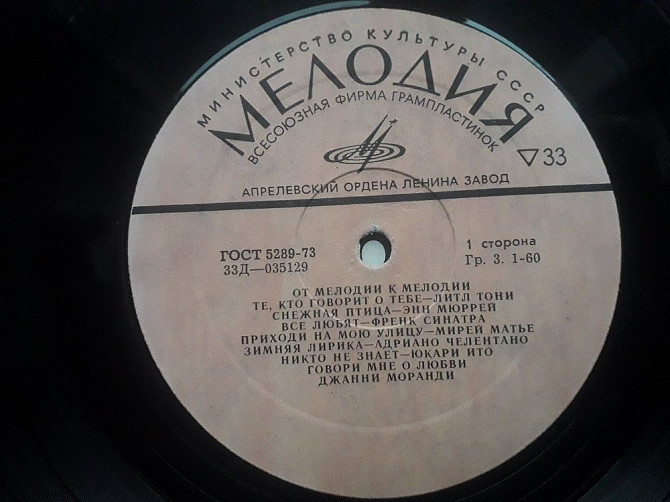 МИНИСТЕРСТВО КУЛЬТУРЫ СССР
МЕЛОДИЯ
ВСЕСОЮЗНАЯ ФИРМА ГРАМПЛАСТИНОК
▽33
АПРЕЛЕВСКИЙ ОРДЕНА ЛЕНИНА ЗАВОД
ГОСТ 5289-73
33Д—035129
1 сторона
Гр. 3. 1-60
ОТ МЕЛОДИИ К МЕЛОДИИ
ТЕ, КТО ГОВОРИТ О ТЕБЕ—ЛИТЛ ТОНИ
СНЕЖНАЯ ПТИЦА—ЭНН МЮРРЕЙ
ВСЕ ЛЮБЯТ—ФРЕНК СИНАТРА
ПРИХОДИ НА МОЮ УЛИЦУ—МИРЕЙ МАТЬЕ
ЗИМНЯЯ ЛИРИКА—АДРИАНО ЧЕЛЕНТАНО
НИКТО НЕ ЗНАЕТ—ЮКАРИ ИТО
ГОВОРИ МНЕ О ЛЮБВИ
ДЖАННИ МОРАНДИ